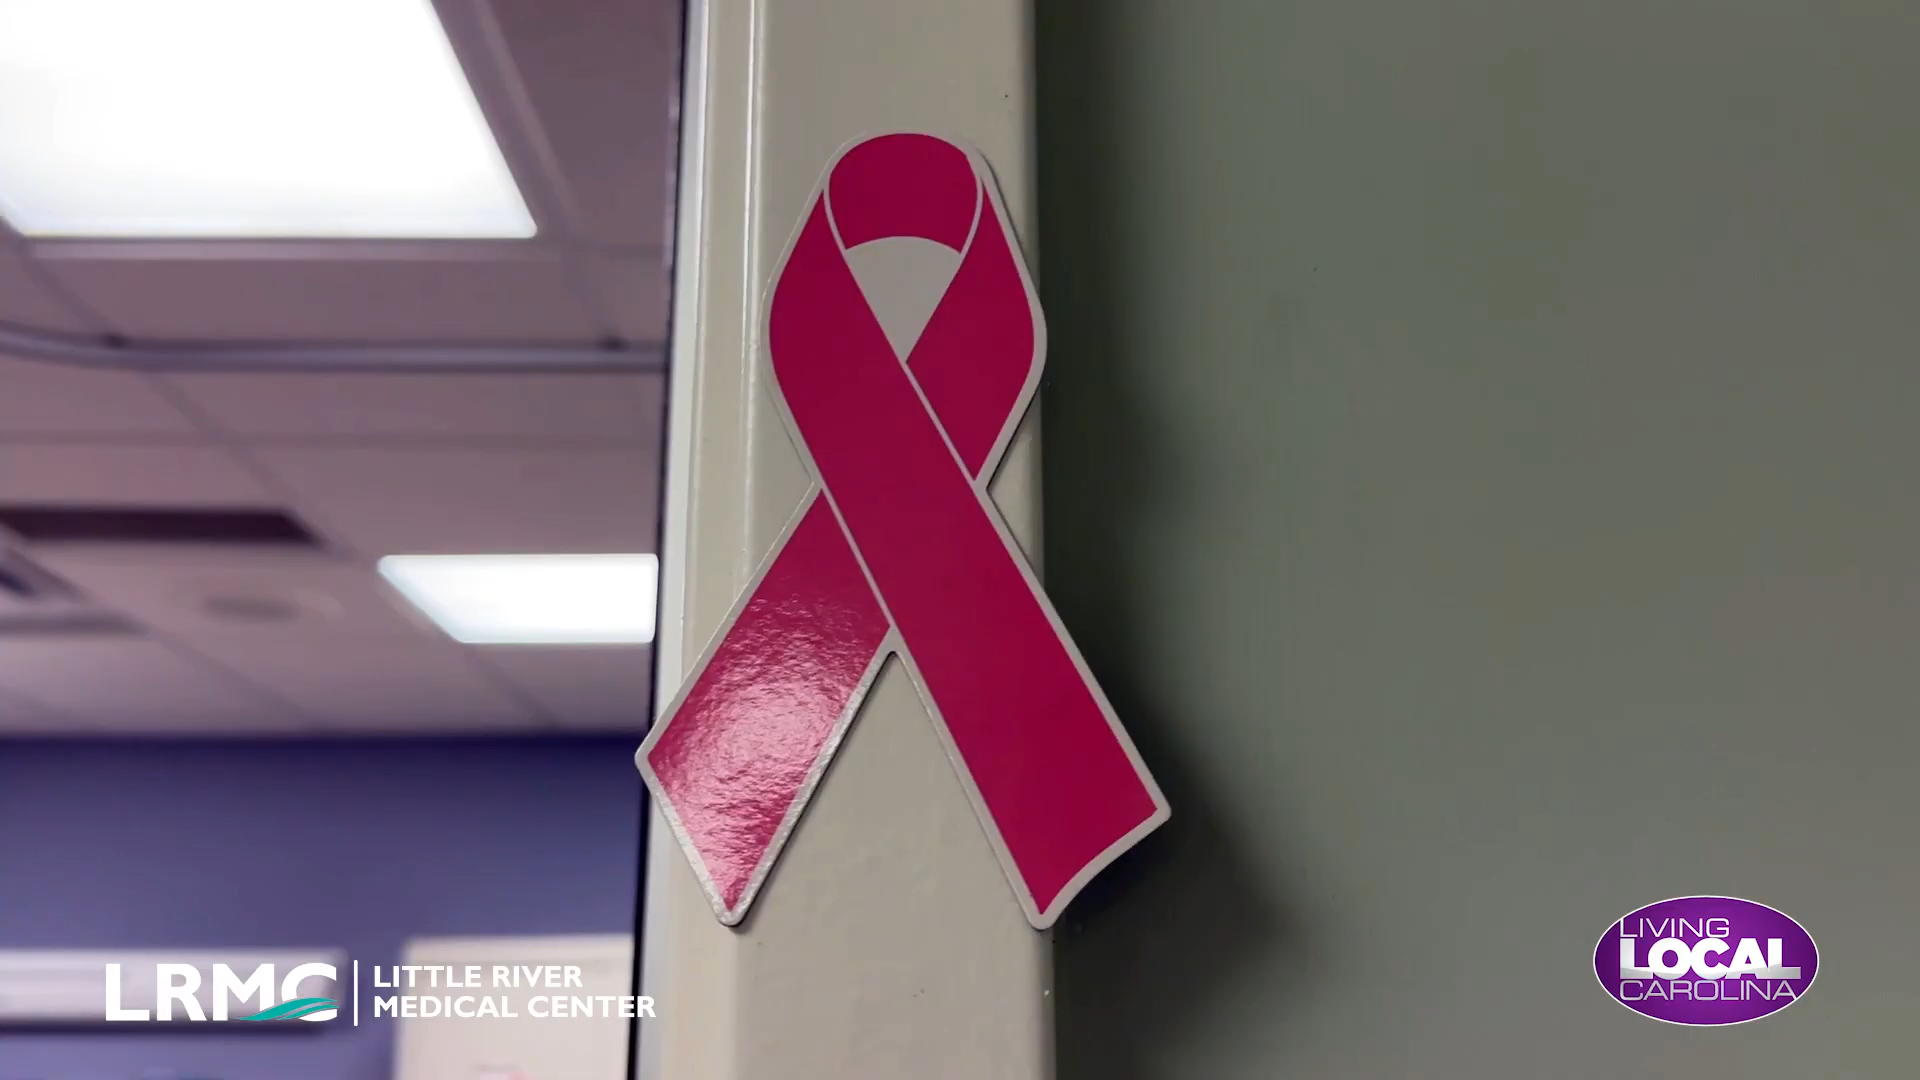 LRMC
LITTLE RIVER
MEDICAL CENTER
LIVING
LOCAL
CAROLINA